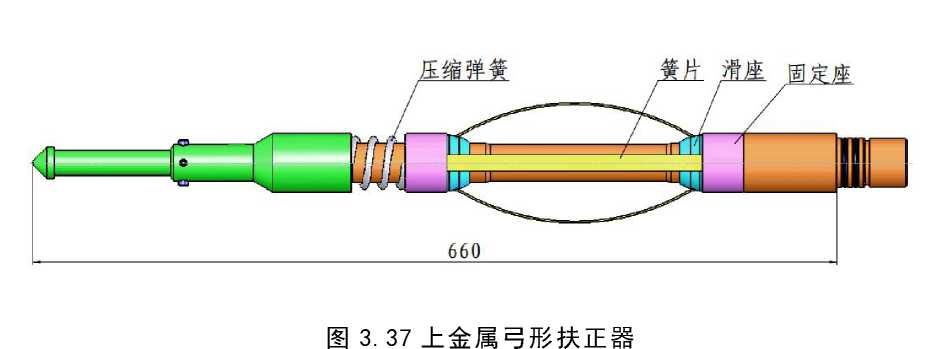 压缩弹簧
簧片
滑座
固定座
660
图 3.37 上金属弓形扶正器